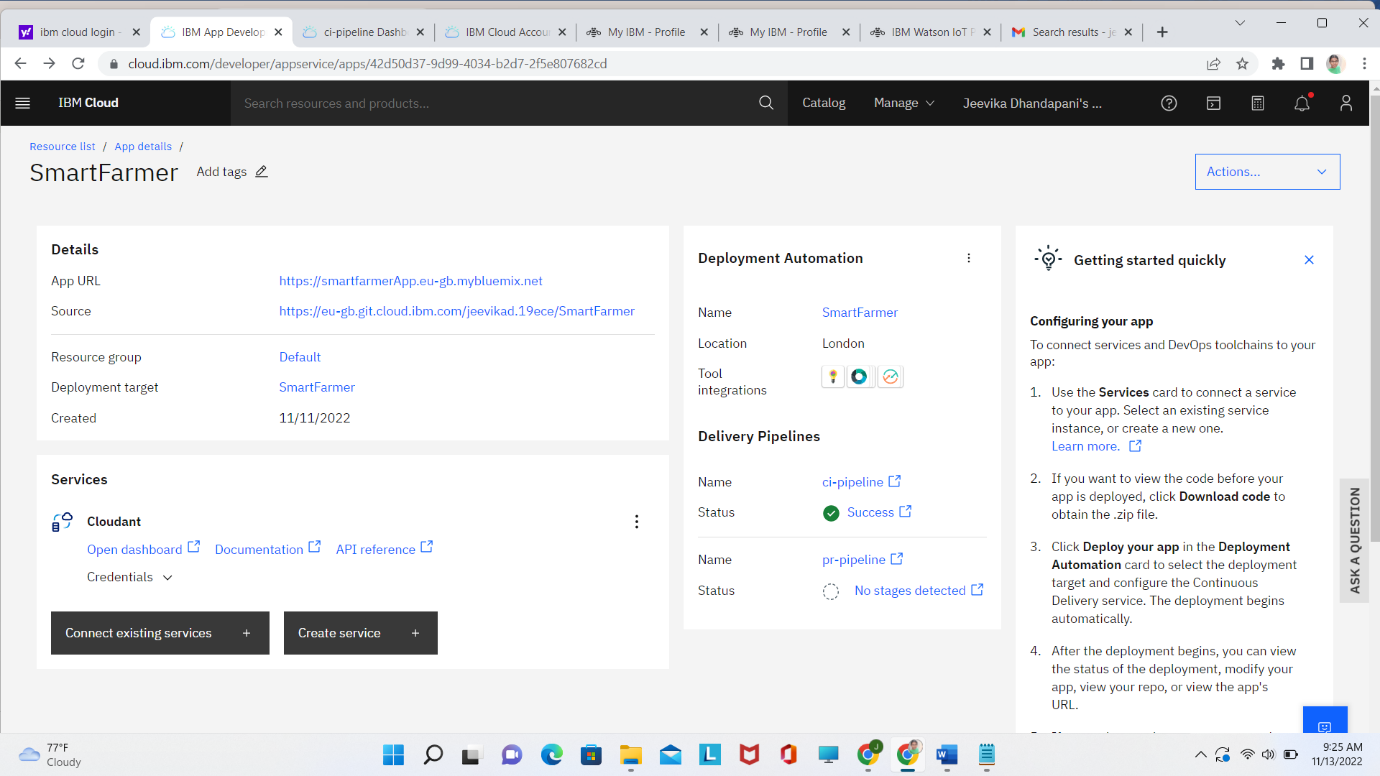 ibm cloud login -
IBM App Develop
ci-pipeline Dashb
IBM Cloud Accou
My IBM - Profile
My IBM - Profile
IBM Watson IoT P
Search results - je
cloud.ibm.com/developer/appservice/apps/42d50d37-9d99-4034-b2d7-2f5e807682cd
IBM Cloud
Search resources and products...
Catalog
Manage
Jeevika Dhandapani's ...
Resource list / App details /
SmartFarmer
Add tags
Actions...
Details
App URL
https://smartfarmerApp.eu-gb.mybluemix.net
Source
https://eu-gb.git.cloud.ibm.com/jeevikad.19ece/SmartFarmer
Resource group
Default
Deployment target
SmartFarmer
Created
11/11/2022
Services
Cloudant
Open dashboard
Documentation
API reference
Credentials
Connect existing services +
Create service +
Deployment Automation
Name
SmartFarmer
Location
London
Tool
integrations
Delivery Pipelines
Name
ci-pipeline
Status
Success
Name
pr-pipeline
Status
No stages detected
Getting started quickly
Configuring your app
To connect services and DevOps toolchains to your
app:
1. Use the Services card to connect a service
to your app. Select an existing service
instance, or create a new one.
Learn more.
2. If you want to view the code before your
app is deployed, click Download code to
obtain the .zip file.
3. Click Deploy your app in the Deployment
Automation card to select the deployment
target and configure the Continuous
Delivery service. The deployment begins
automatically.
4. After the deployment begins, you can view
the status of the deployment, modify your
app, view your repo, or view the app's
URL.
ASK A QUESTION
77°F
Cloudy
9:25 AM
11/13/2022